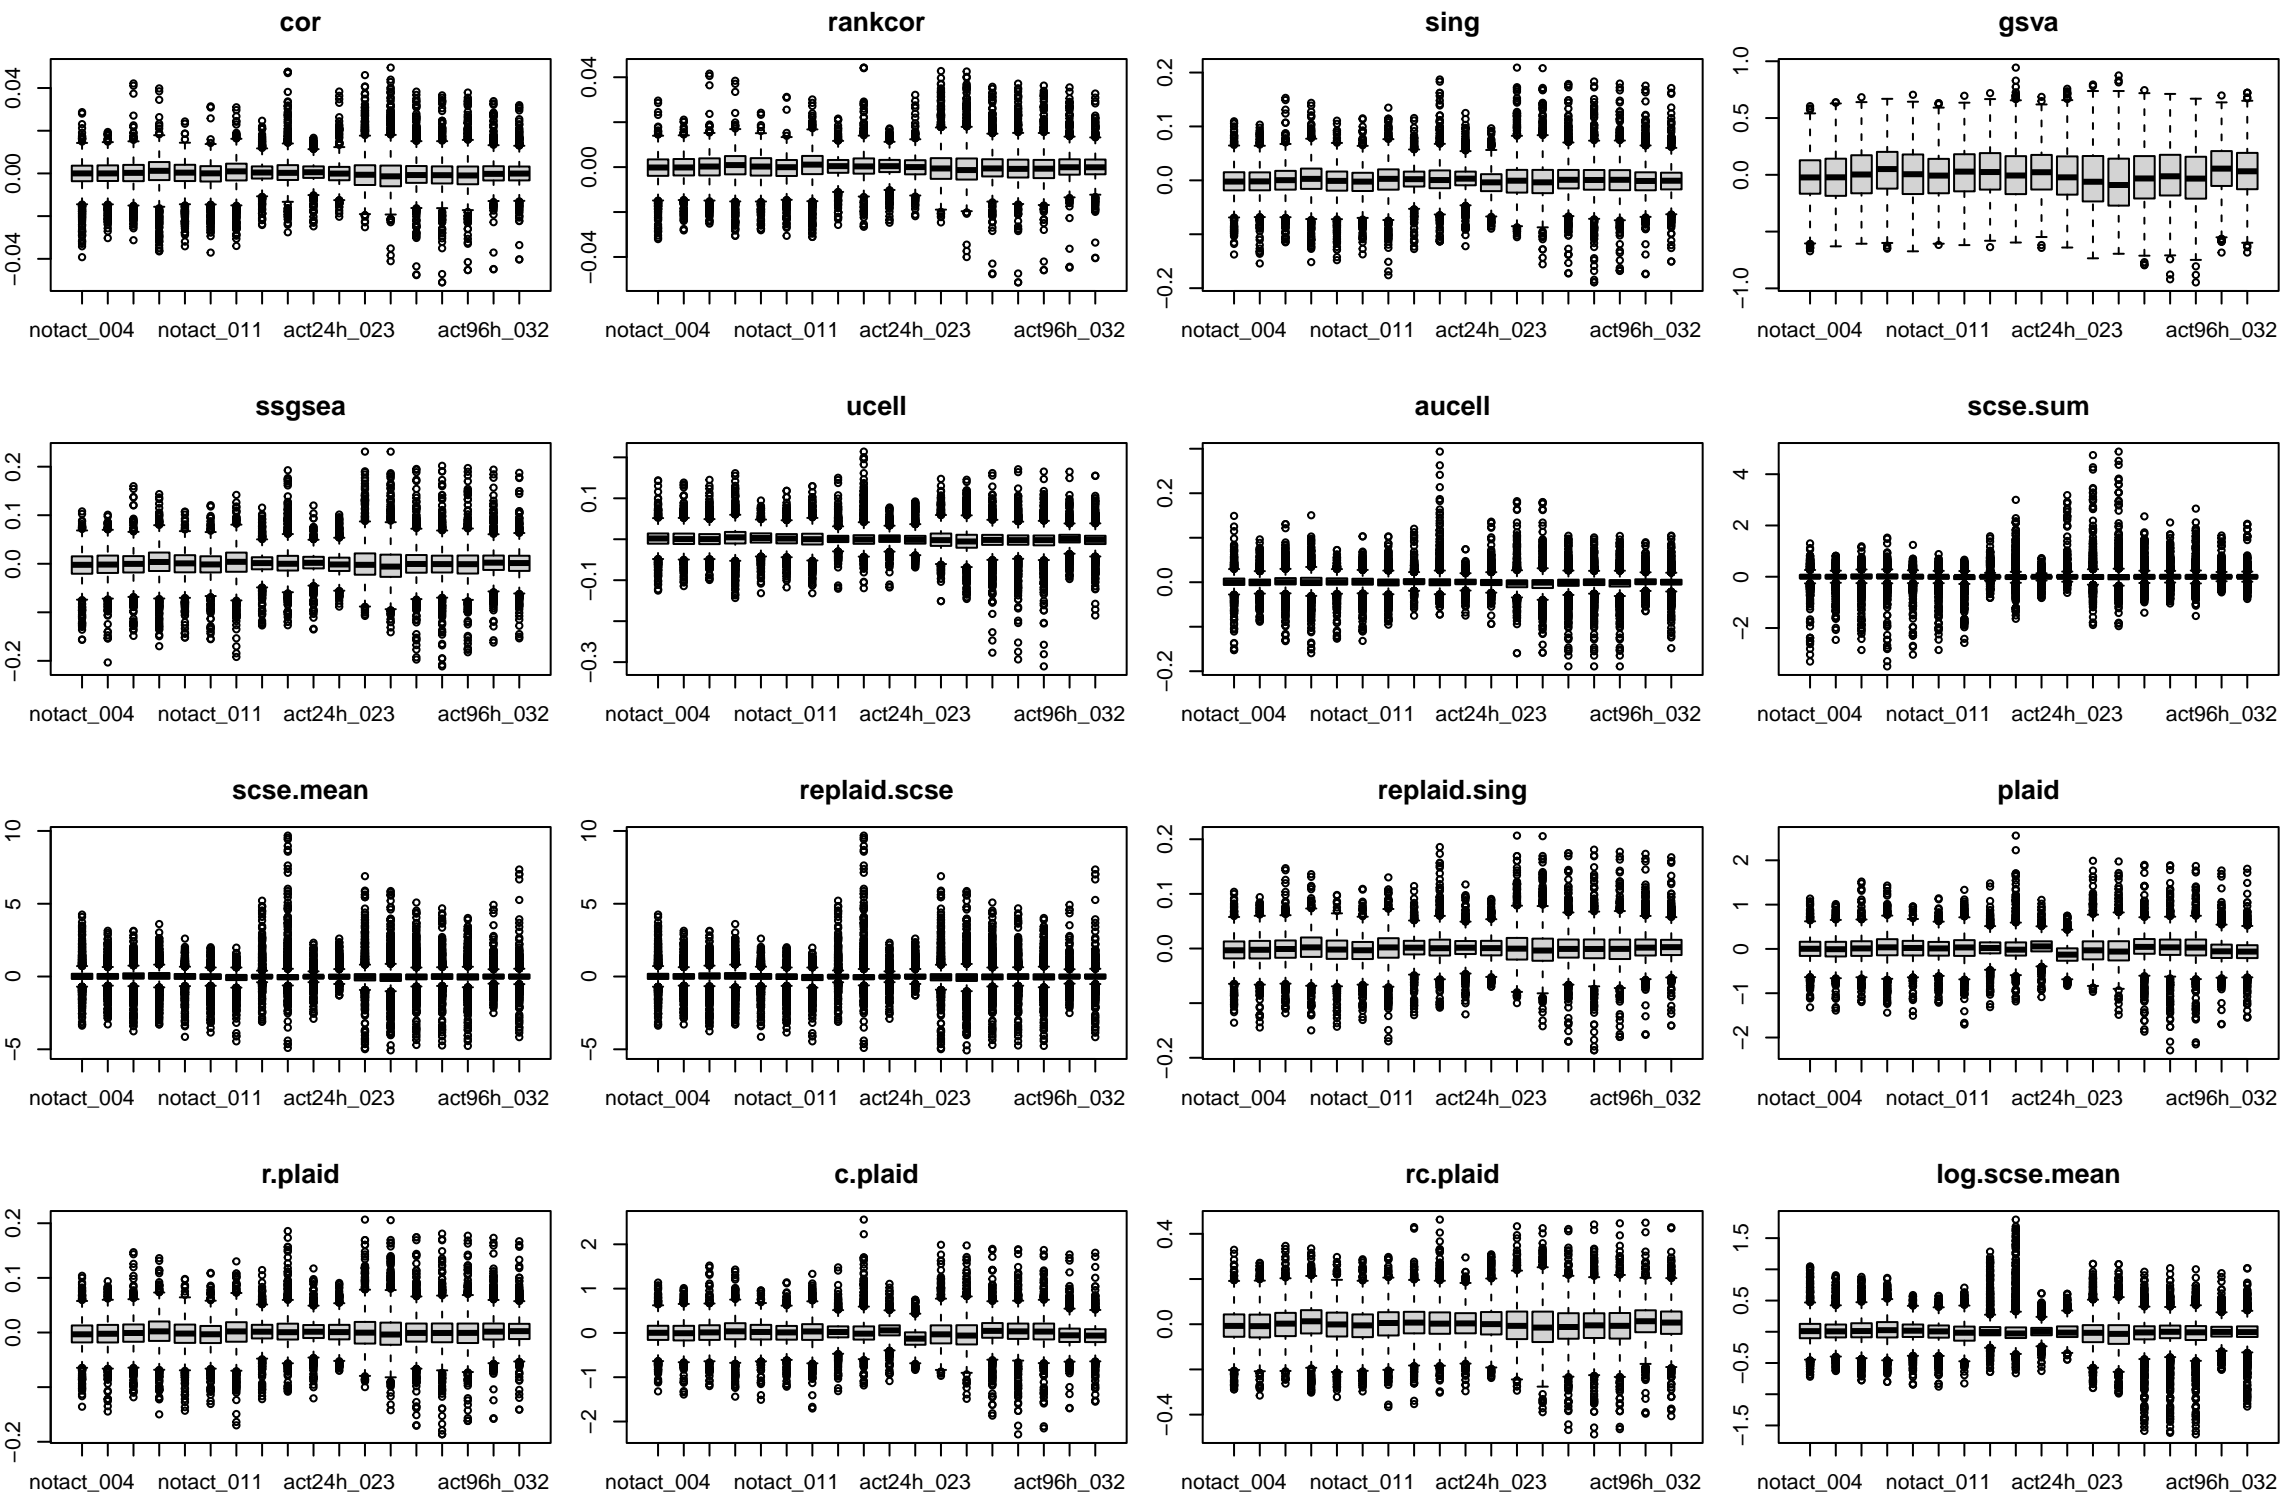 cor
0.04
0.00
−0.04
notact_004 notact_011 act24h_023 act96h_032
rankcor
0.04
0.00
−0.04
notact_004 notact_011 act24h_023 act96h_032
sing
0.2
0.1
0.0
−0.2
notact_004 notact_011 act24h_023 act96h_032
gsva
1.0
0.5
0.0
−1.0
notact_004 notact_011 act24h_023 act96h_032
ssgsea
0.2
0.1
0.0
−0.2
notact_004 notact_011 act24h_023 act96h_032
ucell
0.1
−0.1
−0.3
notact_004 notact_011 act24h_023 act96h_032
aucell
0.2
0.0
−0.2
notact_004 notact_011 act24h_023 act96h_032
scse.sum
4
2
0
−2
notact_004 notact_011 act24h_023 act96h_032
scse.mean
10
5
0
−5
notact_004 notact_011 act24h_023 act96h_032
replaid.scse
10
5
0
−5
notact_004 notact_011 act24h_023 act96h_032
replaid.sing
0.2
0.1
0.0
−0.2
notact_004 notact_011 act24h_023 act96h_032
plaid
2
1
0
−1
−2
notact_004 notact_011 act24h_023 act96h_032
r.plaid
0.2
0.1
0.0
−0.2
notact_004 notact_011 act24h_023 act96h_032
c.plaid
2
1
0
−1
−2
notact_004 notact_011 act24h_023 act96h_032
rc.plaid
0.4
0.0
−0.4
notact_004 notact_011 act24h_023 act96h_032
log.scse.mean
1.5
0.5
−0.5
−1.5
notact_004 notact_011 act24h_023 act96h_032